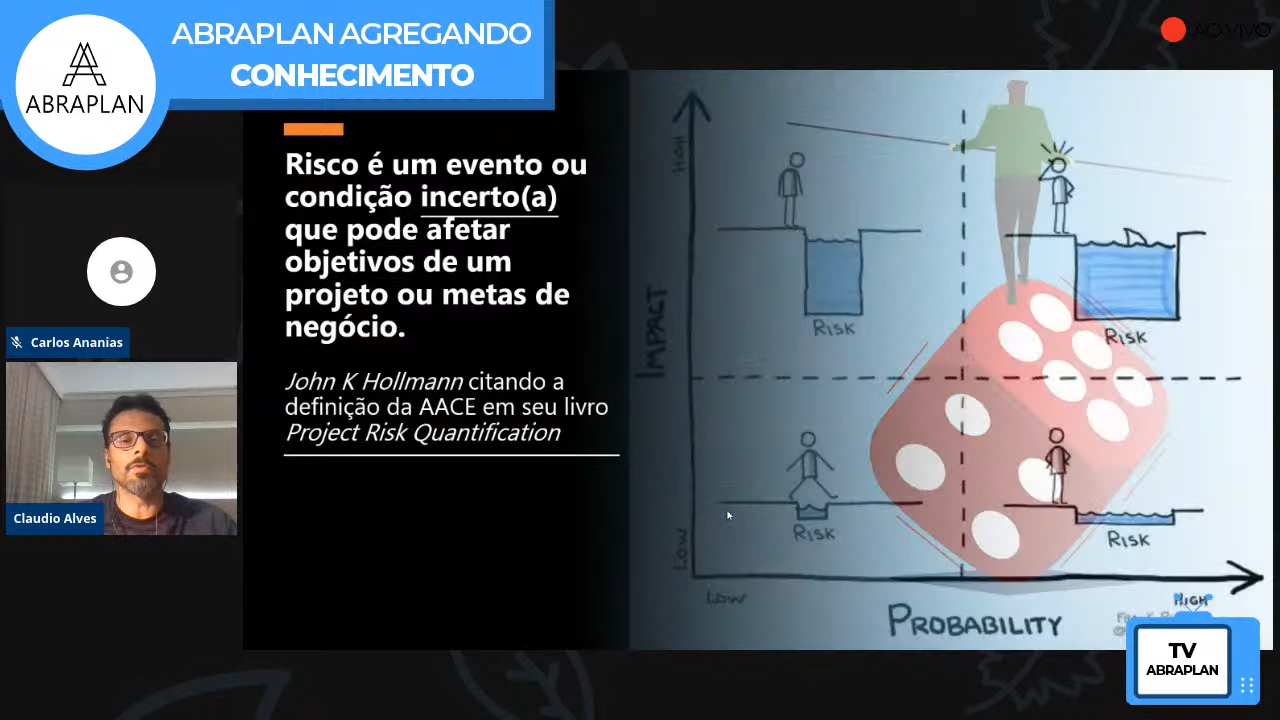 ABRAPLAN AGREGANDO
CONHECIMENTO
ABRAPLAN
AO VIVO
Risco é um evento ou
condição incerto(a)
que pode afetar
objetivos de um
projeto ou metas de
negócio.
John K Hollmann citando a
definição da AACE em seu livro
Project Risk Quantification
Carlos Ananias
Claudio Alves
HIGH
IMPACT
LOW
Risk
Risk
Risk
Risk
LOW
HIGH
PROBABILITY
TV
ABRAPLAN